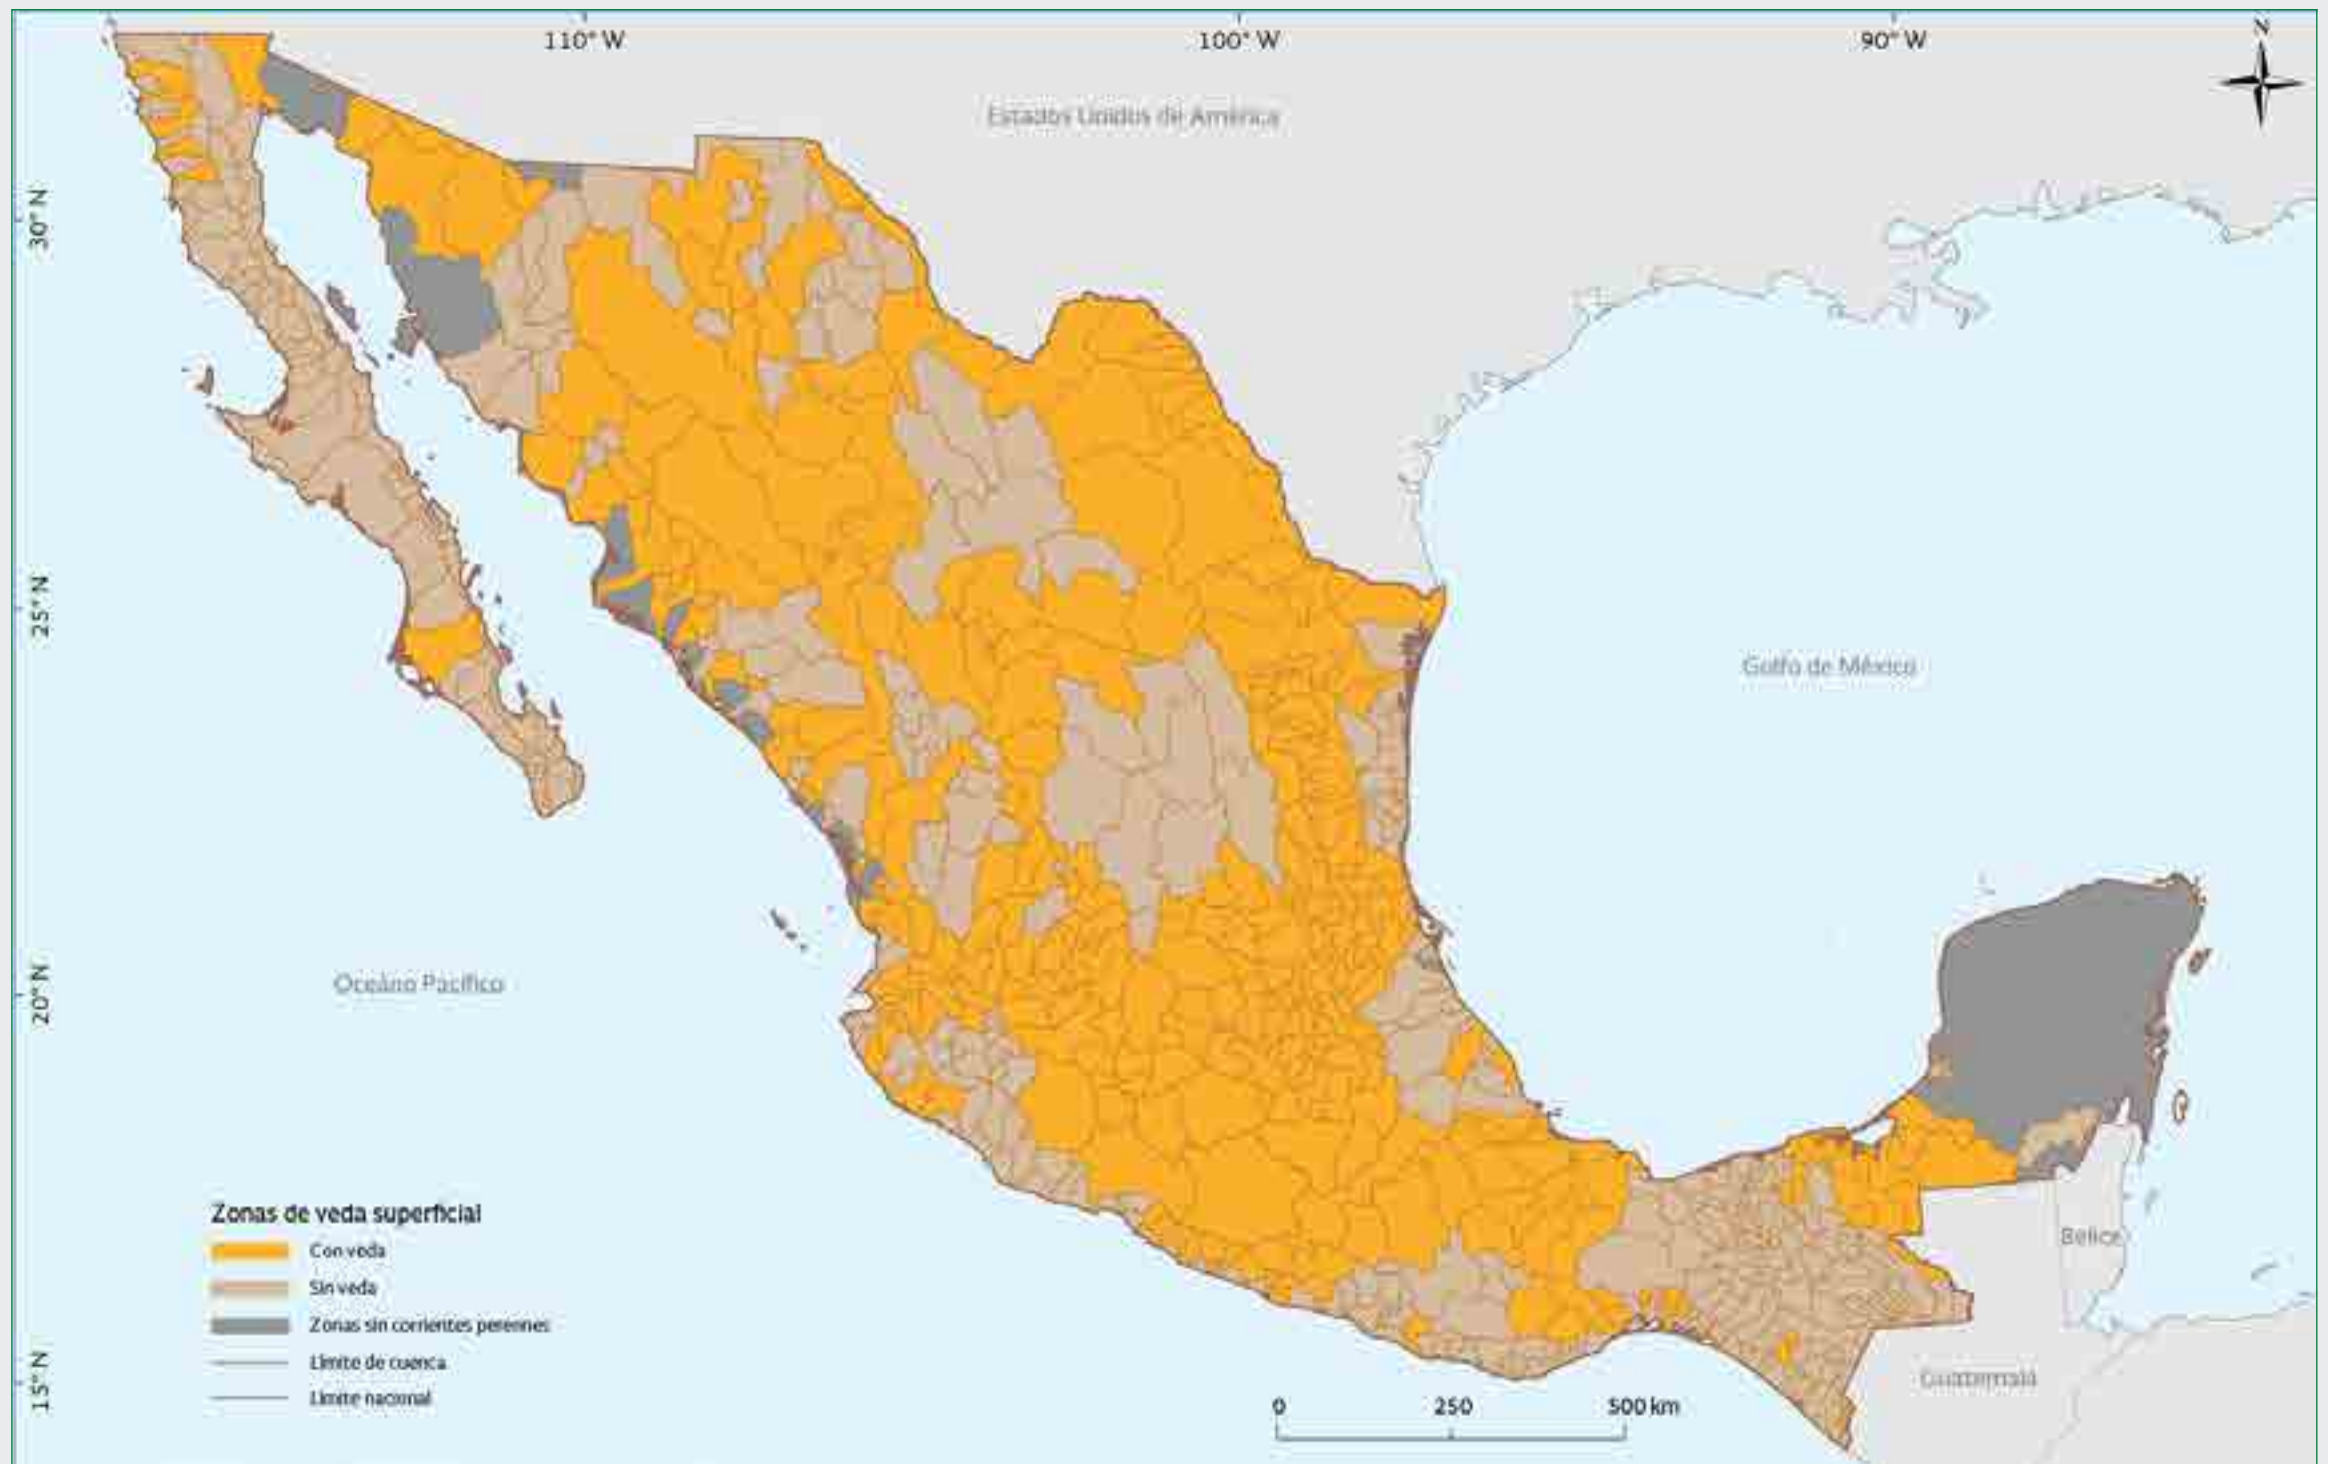 110° W
100° W
90° W
N
Estados Unidos de América
30° N
25° N
Golfo de México
20° N
Oceáno Pacífico
Zonas de veda superficial
Con veda
Sin veda
Belice
Zonas sin corrientes perennes
Límite de cuenca
15° N
Guatemala
Límite nacional
0 250 500 km